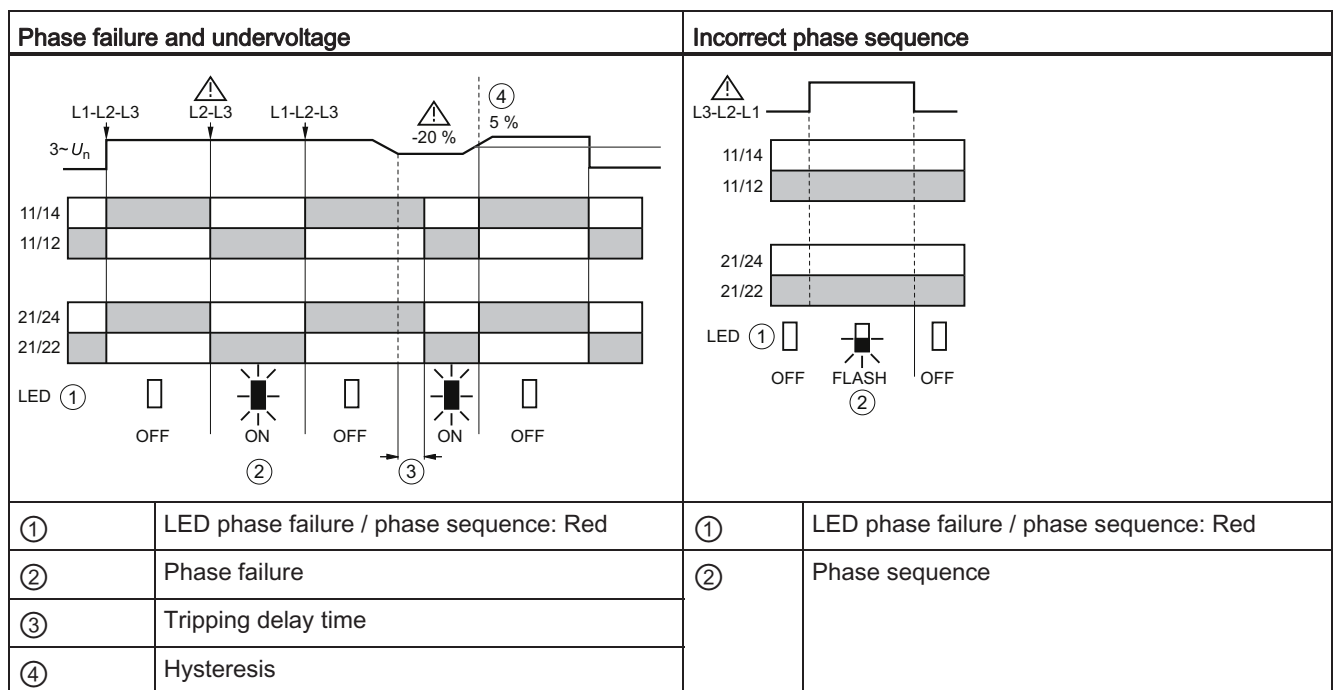 Phase failure and undervoltage
Incorrect phase sequence
L1-L2-L3
L2-L3
L1-L2-L3
-20 %
④
5 %
3~ Un
11/14
11/12
21/24
21/22
LED ①
OFF
ON
OFF
ON
OFF
②
③
L3-L2-L1
11/14
11/12
21/24
21/22
LED ①
OFF
FLASH
OFF
②
① LED phase failure / phase sequence: Red
② Phase failure
③ Tripping delay time
④ Hysteresis
① LED phase failure / phase sequence: Red
② Phase sequence